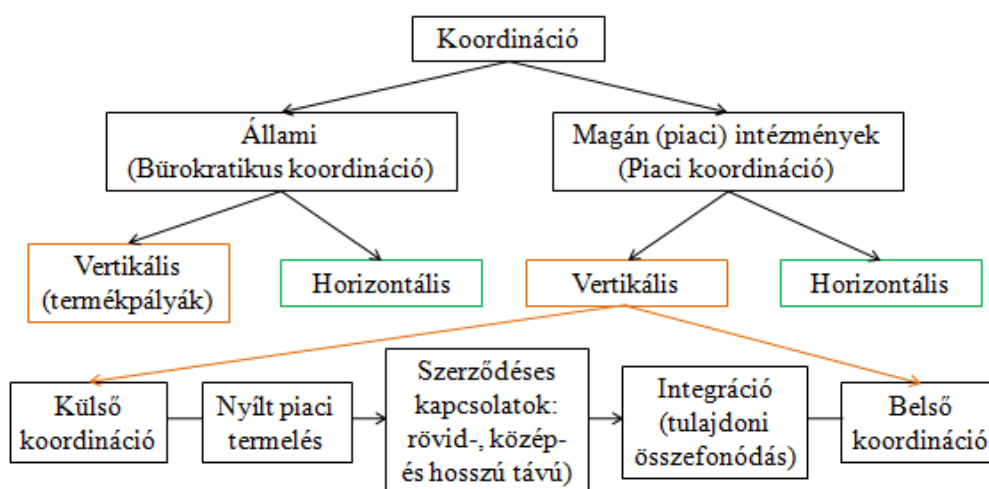 Koordináció
Állami
(Bürokratikus koordináció)
Magán (piaci) intézmények
(Piaci koordináció)
Vertikális
(termékpályák)
Horizontális
Vertikális
Horizontális
Külső
koordináció
Nyílt piaci
termelés
Szerződéses
kapcsolatok:
rövid-, közép-
és hosszú távú)
Integráció
(tulajdoni
összefonódás)
Belső
koordináció